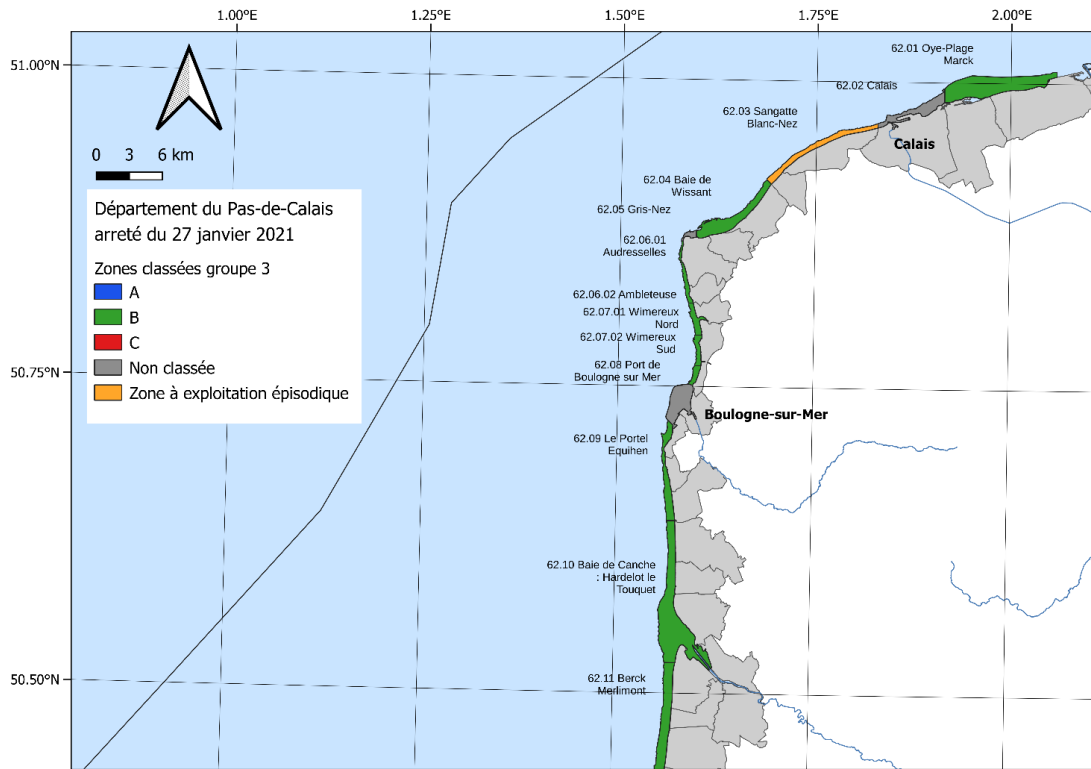 1.00°E 1.25°E 1.50°E 1.75°E 2.00°E
51.00°N
50.75°N
50.50°N
0 3 6 km
Département du Pas-de-Calais
arreté du 27 janvier 2021
Zones classées groupe 3
A
B
C
Non classée
Zone à exploitation épisodique
62.01 Oye-Plage
Marck
62.02 Calais
62.03 Sangatte
Blanc-Nez
Calais
62.04 Baie de
Wissant
62.05 Gris-Nez
62.06.01
Audresselles
62.06.02 Ambleteuse
62.07.01 Wimereux
Nord
62.07.02 Wimereux
Sud
62.08 Port de
Boulogne sur Mer
Boulogne-sur-Mer
62.09 Le Portel
Equihen
62.10 Baie de Canche
: Hardelot le
Touquet
62.11 Berck
Merlimont